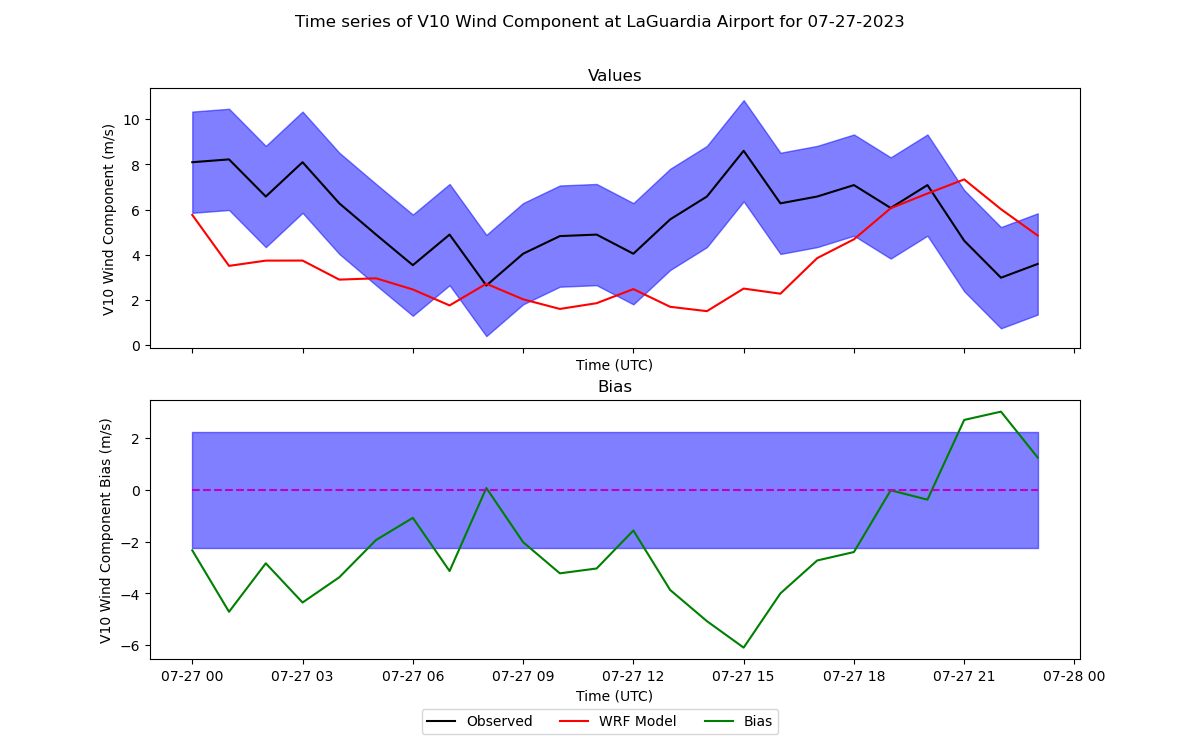 Time series of V10 Wind Component at LaGuardia Airport for 07-27-2023
Values
V10 Wind Component (m/s)
10
8
6
4
2
0
Time (UTC)
Bias
V10 Wind Component Bias (m/s)
2
0
−2
−4
−6
07-27 00 07-27 03 07-27 06 07-27 09 07-27 12 07-27 15 07-27 18 07-27 21 07-28 00
Time (UTC)
Observed WRF Model Bias